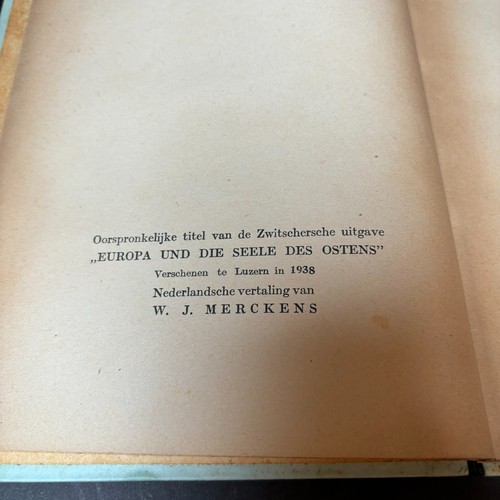 Oorspronkelijke titel van de Zwitschersche uitgave
„EUROPA UND DIE SEELE DES OSTENS”
Verschenen te Luzern in 1938
Nederlandsche vertaling van
W. J. MERCKENS